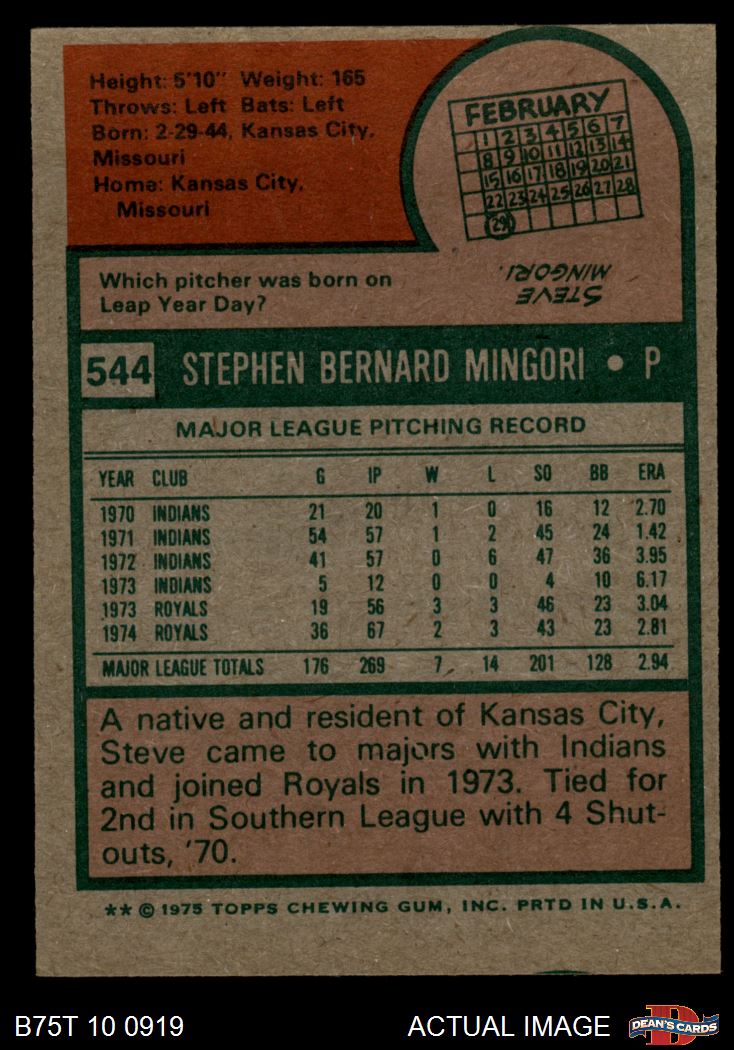 Height: 5'10" Weight: 165
Throws: Left Bats: Left
Born: 2-29-44, Kansas City,
Missouri
Home: Kansas City,
Missouri
FEBRUARY
1 2 3 4 5 6 7
8 9 10 11 12 13 14
15 16 17 18 19 20 21
22 23 24 25 26 27 28
29
Which pitcher was born on
Leap Year Day?
STEVE
MINGORI.
544 STEPHEN BERNARD MINGORI • P
MAJOR LEAGUE PITCHING RECORD
YEAR CLUB G IP W L SO BB ERA
1970 INDIANS 21 20 1 0 16 12 2.70
1971 INDIANS 54 57 1 2 45 24 1.42
1972 INDIANS 41 57 0 6 47 36 3.95
1973 INDIANS 5 12 0 0 4 10 6.17
1973 ROYALS 19 56 3 3 46 23 3.04
1974 ROYALS 36 67 2 3 43 23 2.81
MAJOR LEAGUE TOTALS 176 269 7 14 201 128 2.94
A native and resident of Kansas City,
Steve came to majors with Indians
and joined Royals in 1973. Tied for
2nd in Southern League with 4 Shut-
outs, '70.
** © 1975 TOPPS CHEWING GUM, INC. PRTD IN U.S.A.
B75T 10 0919 ACTUAL IMAGE DEAN'S CARDS